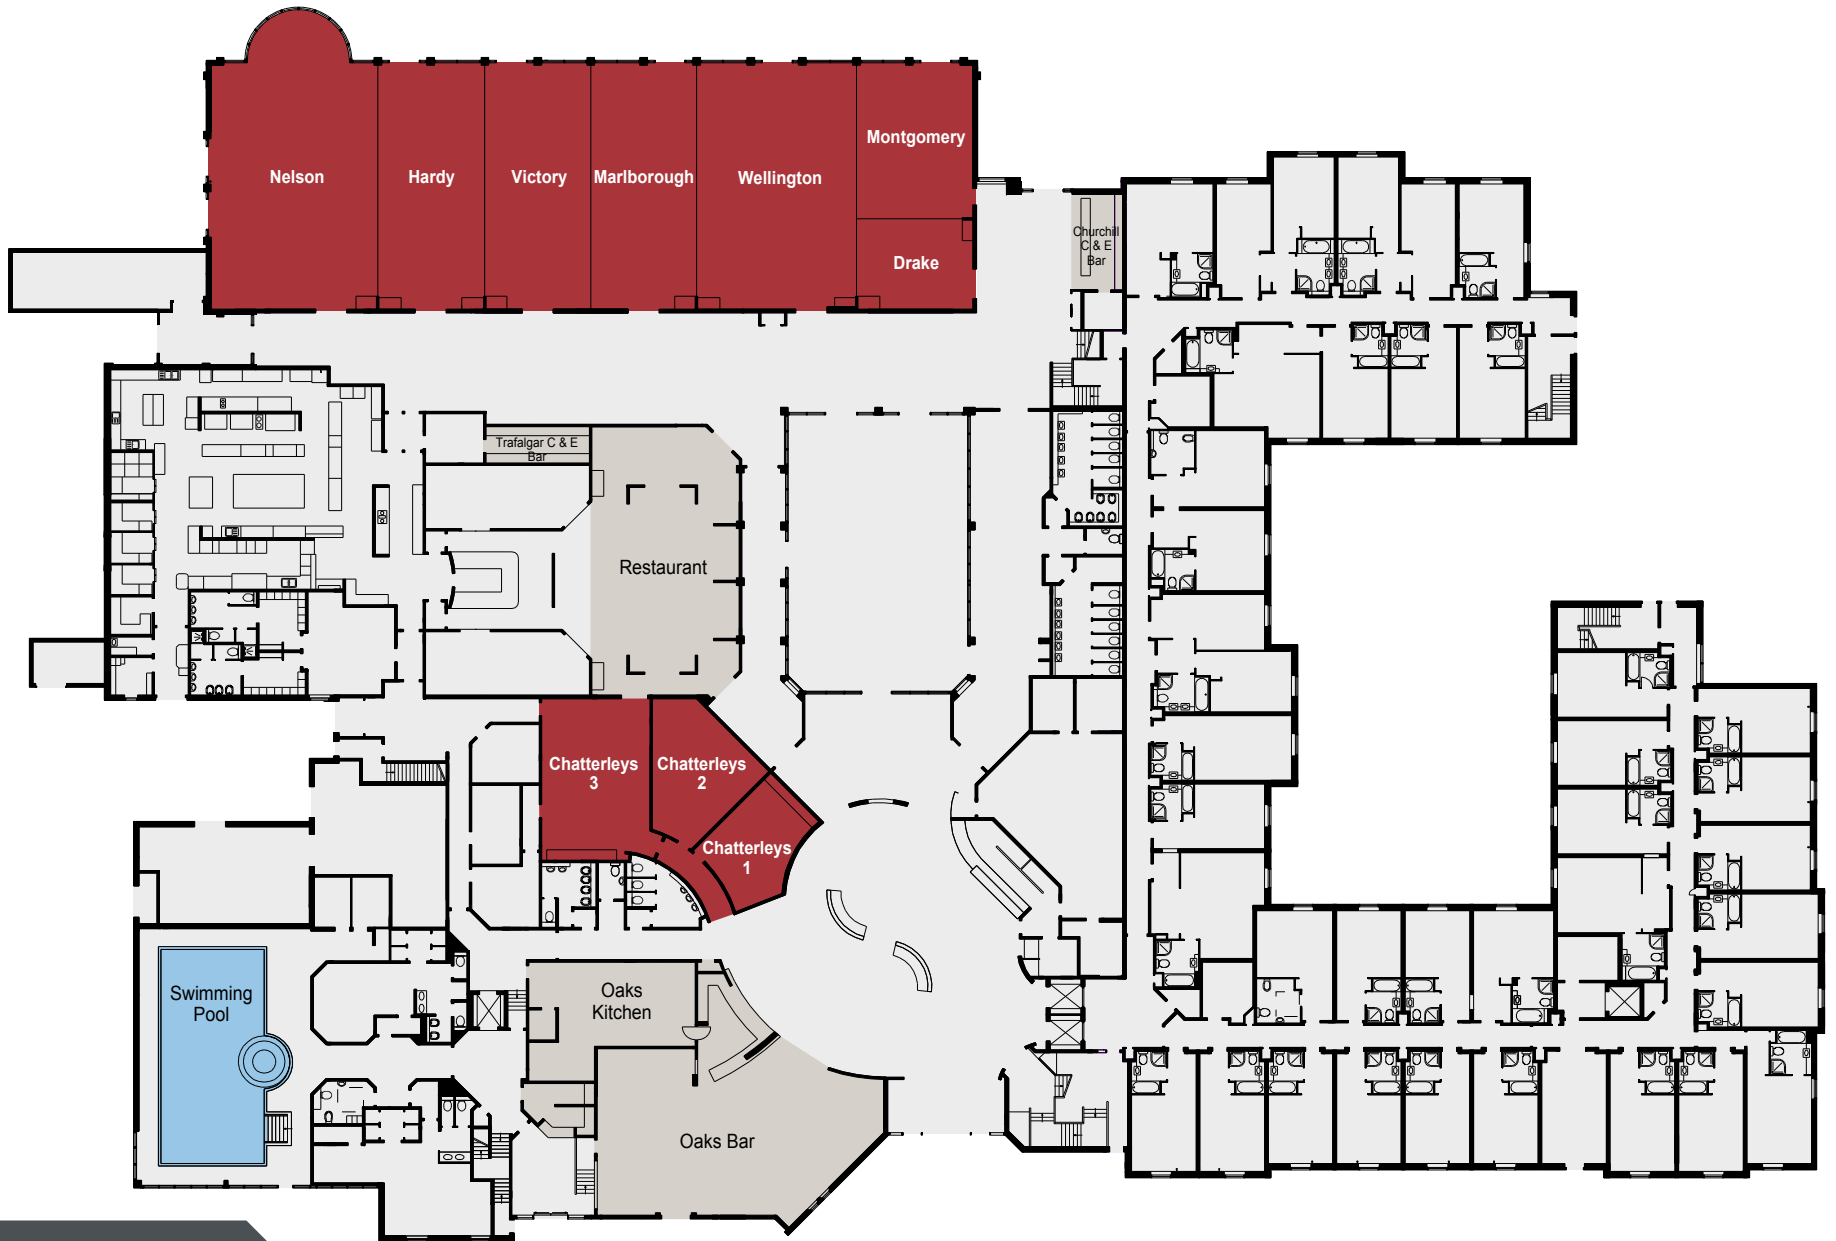 Montgomery
Nelson
Hardy
Victory
Marlborough
Wellington
Drake
Churchill
C & E
Bar
Trafalgar C & E
Bar
Restaurant
Chatterleys
3
Chatterleys
2
Chatterleys
1
Swimming
Pool
Oaks
Kitchen
Oaks Bar